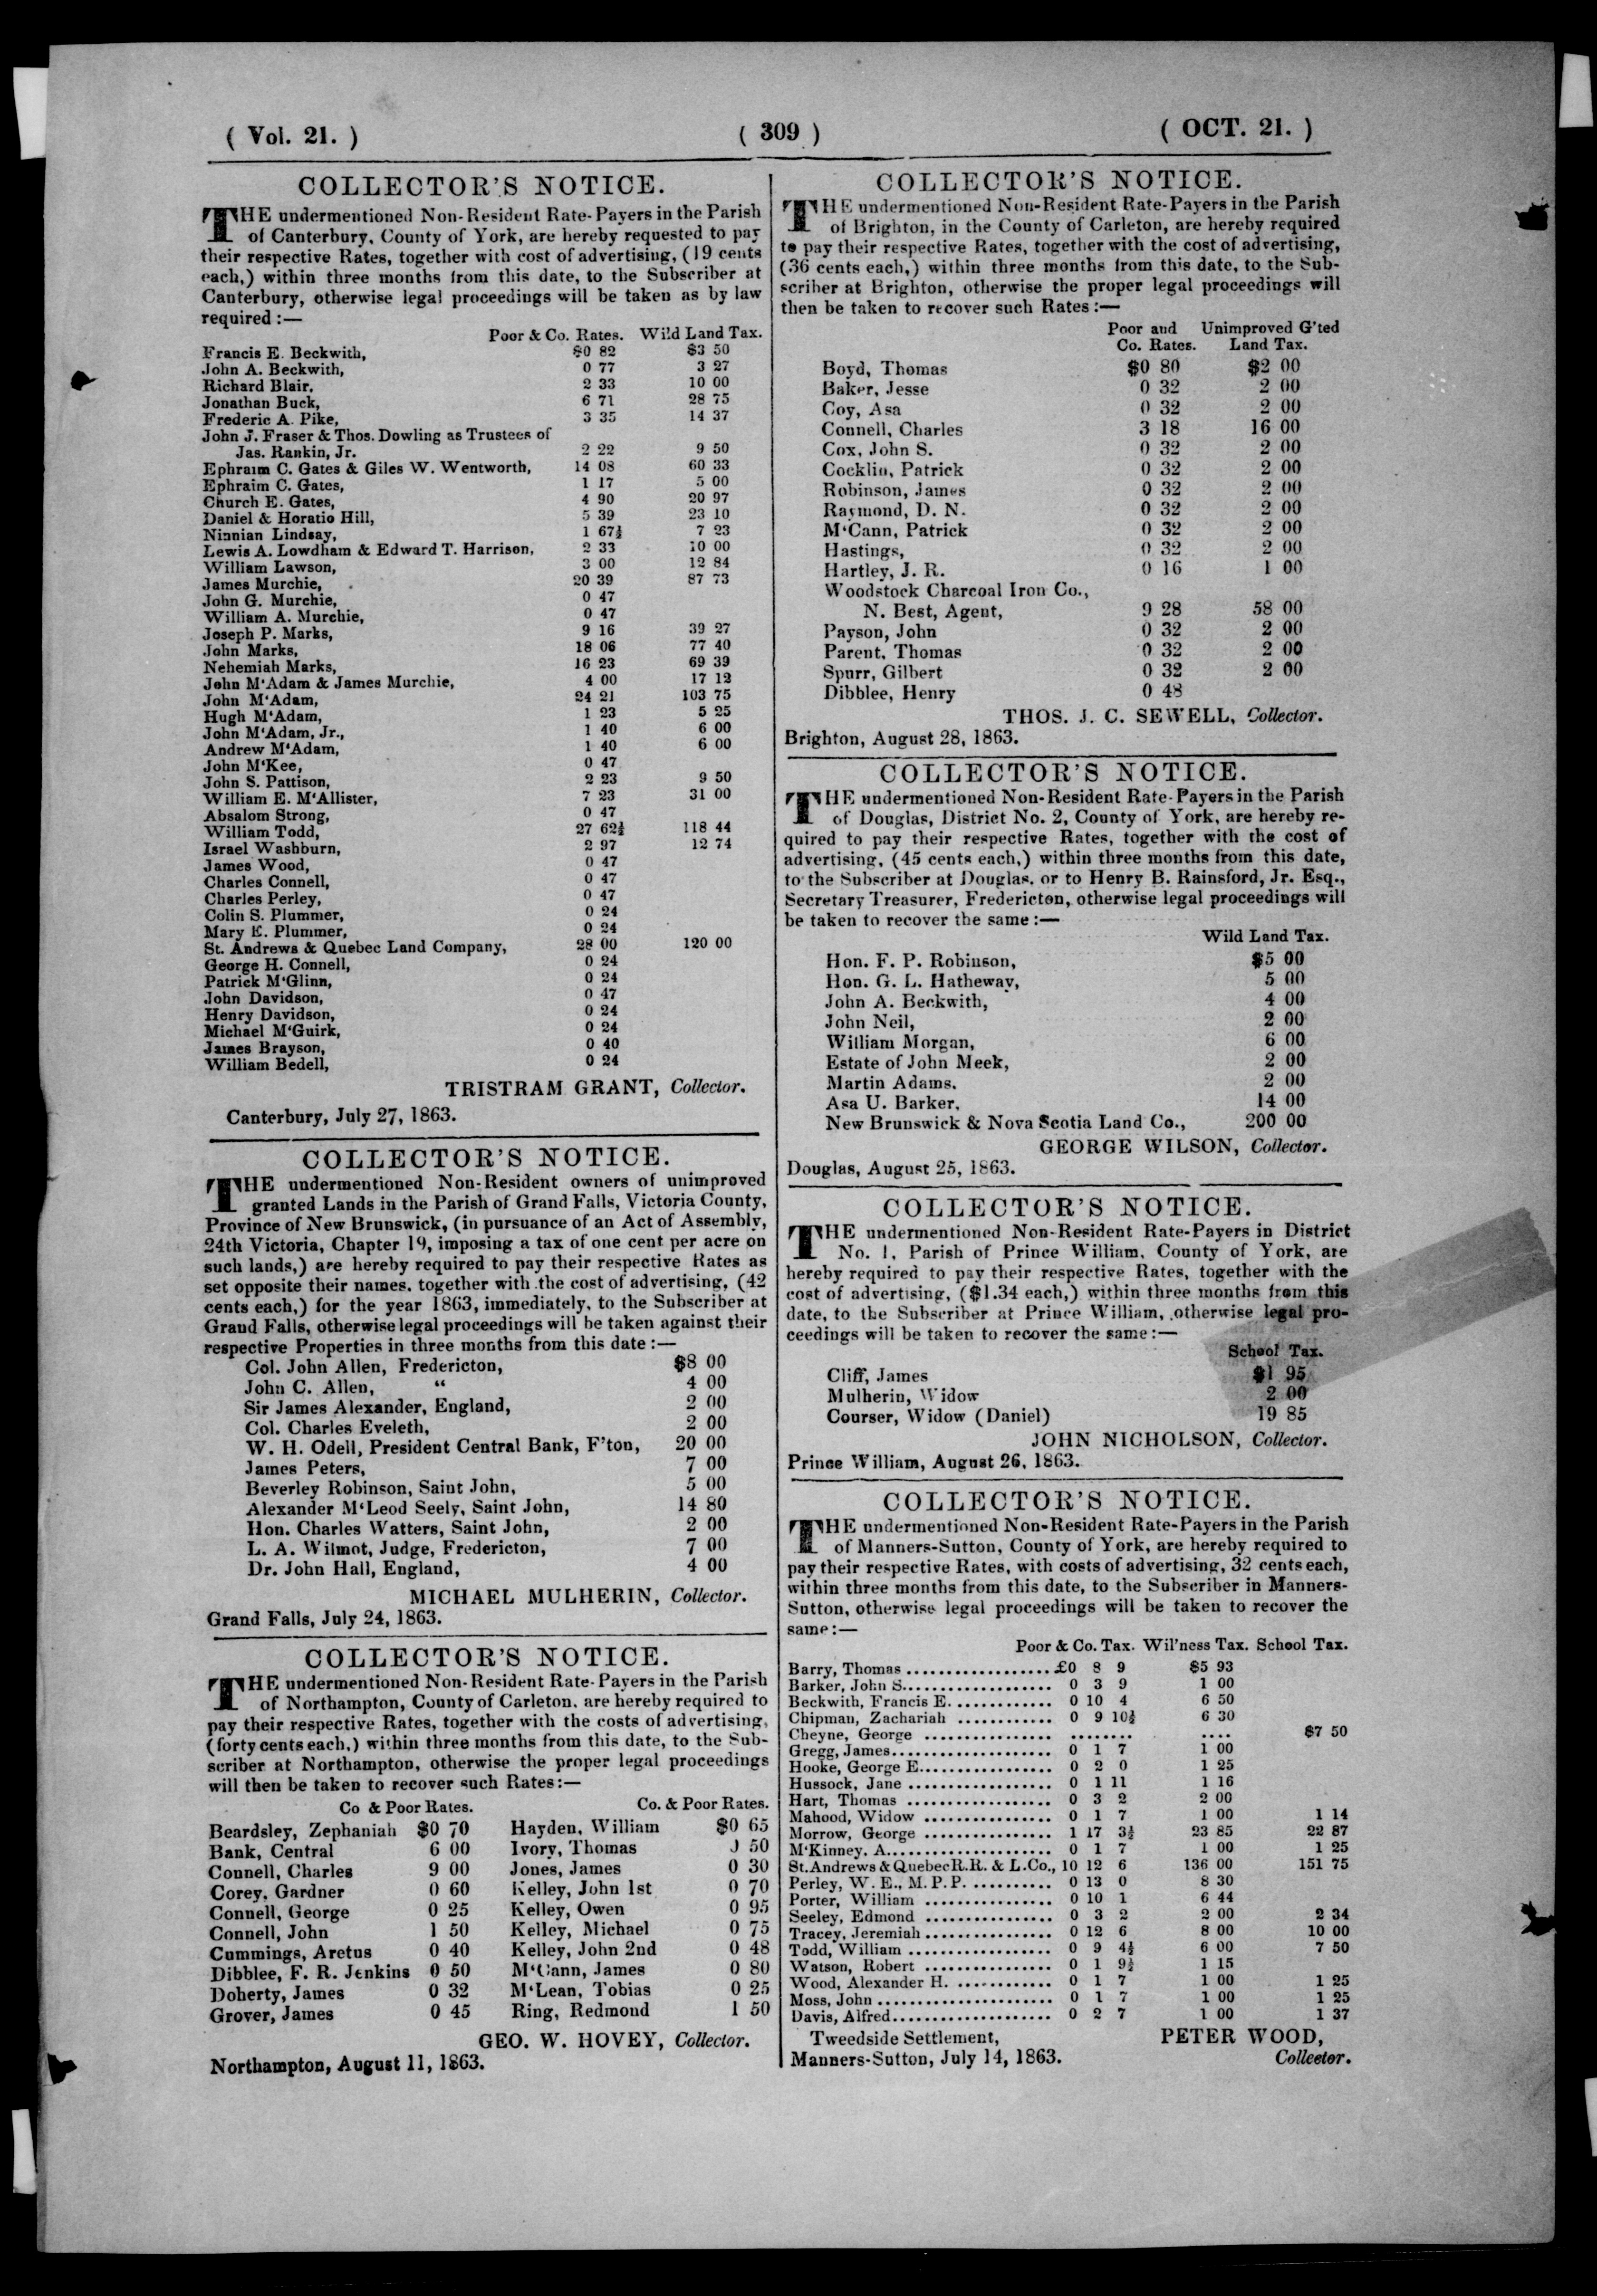 ( Vol. 21. ) ( 309 ) ( OCT. 21. )
COLLECTOR'S NOTICE.
THE undermentioned Non-Resident Rate-Payers in the Parish
of Canterbury, County of York, are hereby requested to pay
their respective Rates, together with cost of advertising, (19 cents
each,) within three months from this date, to the Subscriber at
Canterbury, otherwise legal proceedings will be taken as by law
required :—
Poor & Co. Rates. Wild Land Tax.
Francis E. Beckwith, $0 82 $3 50
John A. Beckwith, 0 77 3 27
Richard Blair, 2 33 10 00
Jonathan Buck, 6 71 28 75
Frederic A. Pike, 3 35 14 37
John J. Fraser & Thos. Dowling as Trustees of
Jas. Rankin, Jr. 2 22 9 50
Ephraim C. Gates & Giles W. Wentworth, 14 08 60 33
Ephraim C. Gates, 1 17 5 00
Church E. Gates, 4 90 20 97
Daniel & Horatio Hill, 5 39 23 10
Ninnian Lindsay, 1 67½ 7 23
Lewis A. Lowdham & Edward T. Harrison, 2 33 10 00
William Lawson, 3 00 12 84
James Murchie, 20 39 87 73
John G. Murchie, 0 47
William A. Murchie, 0 47
Joseph P. Marks, 9 16 39 27
John Marks, 18 06 77 40
Nehemiah Marks, 16 23 69 39
John M'Adam & James Murchie, 4 00 17 12
John M'Adam, 24 21 103 75
Hugh M'Adam, 1 23 5 25
John M'Adam, Jr., 1 40 6 00
Andrew M'Adam, 1 40 6 00
John M'Kee, 0 47
John S. Pattison, 2 23 9 50
William E. M'Allister, 7 23 31 00
Absalom Strong, 0 47
William Todd, 27 62½ 118 44
Israel Washburn, 2 97 12 74
James Wood, 0 47
Charles Connell, 0 47
Charles Perley, 0 47
Colin S. Plummer, 0 24
Mary E. Plummer, 0 24
St. Andrews & Quebec Land Company, 28 00 120 00
George H. Connell, 0 24
Patrick M'Glinn, 0 24
John Davidson, 0 47
Henry Davidson, 0 24
Michael M'Guirk, 0 24
James Brayson, 0 40
William Bedell, 0 24
TRISTRAM GRANT, Collector.
Canterbury, July 27, 1863.
COLLECTOR'S NOTICE.
THE undermentioned Non-Resident owners of unimproved
granted Lands in the Parish of Grand Falls, Victoria County,
Province of New Brunswick, (in pursuance of an Act of Assembly,
24th Victoria, Chapter 19, imposing a tax of one cent per acre on
such lands,) are hereby required to pay their respective Rates as
set opposite their names, together with the cost of advertising, (42
cents each,) for the year 1863, immediately, to the Subscriber at
Grand Falls, otherwise legal proceedings will be taken against their
respective Properties in three months from this date :—
Col. John Allen, Fredericton, $8 00
John C. Allen, “ 4 00
Sir James Alexander, England, 2 00
Col. Charles Eveleth, 2 00
W. H. Odell, President Central Bank, F'ton, 20 00
James Peters, 7 00
Beverley Robinson, Saint John, 5 00
Alexander M'Leod Seely, Saint John, 14 80
Hon. Charles Watters, Saint John, 2 00
L. A. Wilmot, Judge, Fredericton, 7 00
Dr. John Hall, England, 4 00
MICHAEL MULHERIN, Collector.
Grand Falls, July 24, 1863.
COLLECTOR'S NOTICE.
THE undermentioned Non-Resident Rate-Payers in the Parish
of Northampton, County of Carleton, are hereby required to
pay their respective Rates, together with the costs of advertising,
(forty cents each,) within three months from this date, to the Sub-
scriber at Northampton, otherwise the proper legal proceedings
will then be taken to recover such Rates:—
Co & Poor Rates. Co. & Poor Rates.
Beardsley, Zephaniah $0 70 Hayden, William $0 65
Bank, Central 6 00 Ivory, Thomas 50
Connell, Charles 9 00 Jones, James 0 30
Corey, Gardner 0 60 Kelley, John 1st 0 70
Connell, George 0 25 Kelley, Owen 0 95
Connell, John 1 50 Kelley, Michael 0 75
Cummings, Aretus 0 40 Kelley, John 2nd 0 48
Dibblee, F. R. Jenkins 0 50 M'Cann, James 0 80
Doherty, James 0 32 M'Lean, Tobias 0 25
Grover, James 0 45 Ring, Redmond 1 50
GEO. W. HOVEY, Collector.
Northampton, August 11, 1863.
COLLECTOR'S NOTICE.
THE undermentioned Non-Resident Rate-Payers in the Parish
of Brighton, in the County of Carleton, are hereby required
to pay their respective Rates, together with the cost of advertising,
(36 cents each,) within three months from this date, to the Sub-
scriber at Brighton, otherwise the proper legal proceedings will
then be taken to recover such Rates :—
Poor and Unimproved G'ted
Co. Rates. Land Tax.
Boyd, Thomas $0 80 $2 00
Baker, Jesse 0 32 2 00
Coy, Asa 0 32 2 00
Connell, Charles 3 18 16 00
Cox, John S. 0 32 2 00
Cocklin, Patrick 0 32 2 00
Robinson, James 0 32 2 00
Raymond, D. N. 0 32 2 00
M'Cann, Patrick 0 32 2 00
Hastings, 0 32 2 00
Hartley, J. R. 0 16 1 00
Woodstock Charcoal Iron Co.,
N. Best, Agent, 9 28 58 00
Payson, John 0 32 2 00
Parent, Thomas 0 32 2 00
Spurr, Gilbert 0 32 2 00
Dibblee, Henry 0 48
THOS. J. C. SEWELL, Collector.
Brighton, August 28, 1863.
COLLECTOR'S NOTICE.
THE undermentioned Non-Resident Rate-Payers in the Parish
of Douglas, District No. 2, County of York, are hereby re-
quired to pay their respective Rates, together with the cost of
advertising, (45 cents each,) within three months from this date,
to the Subscriber at Douglas, or to Henry B. Rainsford, Jr. Esq.,
Secretary Treasurer, Fredericton, otherwise legal proceedings will
be taken to recover the same :—
Wild Land Tax.
Hon. F. P. Robinson, $5 00
Hon. G. L. Hatheway, 5 00
John A. Beckwith, 4 00
John Neil, 2 00
William Morgan, 6 00
Estate of John Meek, 2 00
Martin Adams. 2 00
Asa U. Barker, 14 00
New Brunswick & Nova Scotia Land Co., 200 00
GEORGE WILSON, Collector.
Douglas, August 25, 1863.
COLLECTOR'S NOTICE.
THE undermentioned Non-Resident Rate-Payers in District
No. 1, Parish of Prince William, County of York, are
hereby required to pay their respective Rates, together with the
cost of advertising, ($1.34 each,) within three months from this
date, to the Subscriber at Prince William, otherwise legal pro-
ceedings will be taken to recover the same:—
School Tax.
Cliff, James $1 95
Mulherin, Widow 2 00
Courser, Widow (Daniel) 19 85
JOHN NICHOLSON, Collector.
Prince William, August 26, 1863.
COLLECTOR'S NOTICE.
THE undermentioned Non-Resident Rate-Payers in the Parish
of Manners-Sutton, County of York, are hereby required to
pay their respective Rates, with costs of advertising, 32 cents each,
within three months from this date, to the Subscriber in Manners-
Sutton, otherwise legal proceedings will be taken to recover the
same:—
Poor & Co. Tax. Wil'ness Tax. School Tax.
Barry, Thomas .................. £0 8 9 $5 93
Barker, John S................... 0 3 9 1 00
Beckwith, Francis E. ............ 0 10 4 6 50
Chipman, Zachariah ............ 0 9 10½ 6 30
Cheyne, George ................ ........ .... $7 50
Gregg, James.................... 0 1 7 1 00
Hooke, George E................. 0 2 0 1 25
Hussock, Jane .................. 0 1 11 1 16
Hart, Thomas .................. 0 3 2 2 00
Mahood, Widow ................ 0 1 7 1 00 1 14
Morrow, George ................ 1 17 3½ 23 85 22 87
M'Kinney, A..................... 0 1 7 1 00 1 25
St. Andrews & Quebec R.R. & L. Co., 10 12 6 136 00 151 75
Perley, W. E., M. P. P. .......... 0 13 0 8 30
Porter, William ................ 0 10 1 6 44
Seeley, Edmond ................ 0 3 2 2 00 2 34
Tracey, Jeremiah ................ 0 12 6 8 00 10 00
Todd, William .................. 0 9 4½ 6 00 7 50
Watson, Robert ................ 0 1 9½ 1 15
Wood, Alexander H. ............ 0 1 7 1 00 1 25
Moss, John ...................... 0 1 7 1 00 1 25
Davis, Alfred.................... 0 2 7 1 00 1 37
Tweedside Settlement, PETER WOOD,
Manners-Sutton, July 14, 1863. Collector.